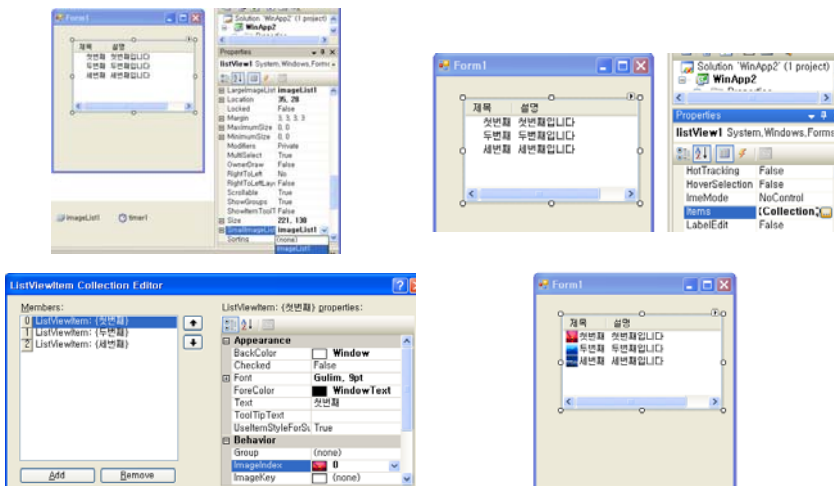 Form1
제목 설명
첫번째 첫번째입니다
두번째 두번째입니다
세번째 세번째입니다
imageList1
timer1
Solution 'WinApp2' (1 project)
WinApp2
Properties
listView1 System.Windows.Forms
LargeImageList imageList1
Location 35, 28
Locked False
Margin 3, 3, 3, 3
MaximumSize 0, 0
MinimumSize 0, 0
Modifiers Private
MultiSelect True
OwnerDraw False
RightToLeft No
RightToLeftLayo False
Scrollable True
ShowGroups True
ShowItemToolT False
Size 221, 130
SmallImageList imageList1
Sorting (none)
imageList1
Form1
제목 설명
첫번째 첫번째입니다
두번째 두번째입니다
세번째 세번째입니다
Solution 'WinApp2' (1 project)
WinApp2
Properties
listView1 System.Windows.Forms
HotTracking False
HoverSelection False
ImeMode NoControl
Items (Collection)
LabelEdit False
ListViewItem Collection Editor
Members:
0 ListViewItem: {첫번째}
1 ListViewItem: {두번째}
2 ListViewItem: {세번째}
Add Remove
ListViewItem: {첫번째} properties:
Appearance
BackColor Window
Checked False
Font Gulim, 9pt
ForeColor WindowText
Text 첫번째
ToolTipText
UseItemStyleForSu True
Behavior
Group (none)
ImageIndex 0
ImageKey (none)
Form1
제목 설명
첫번째 첫번째입니다
두번째 두번째입니다
세번째 세번째입니다